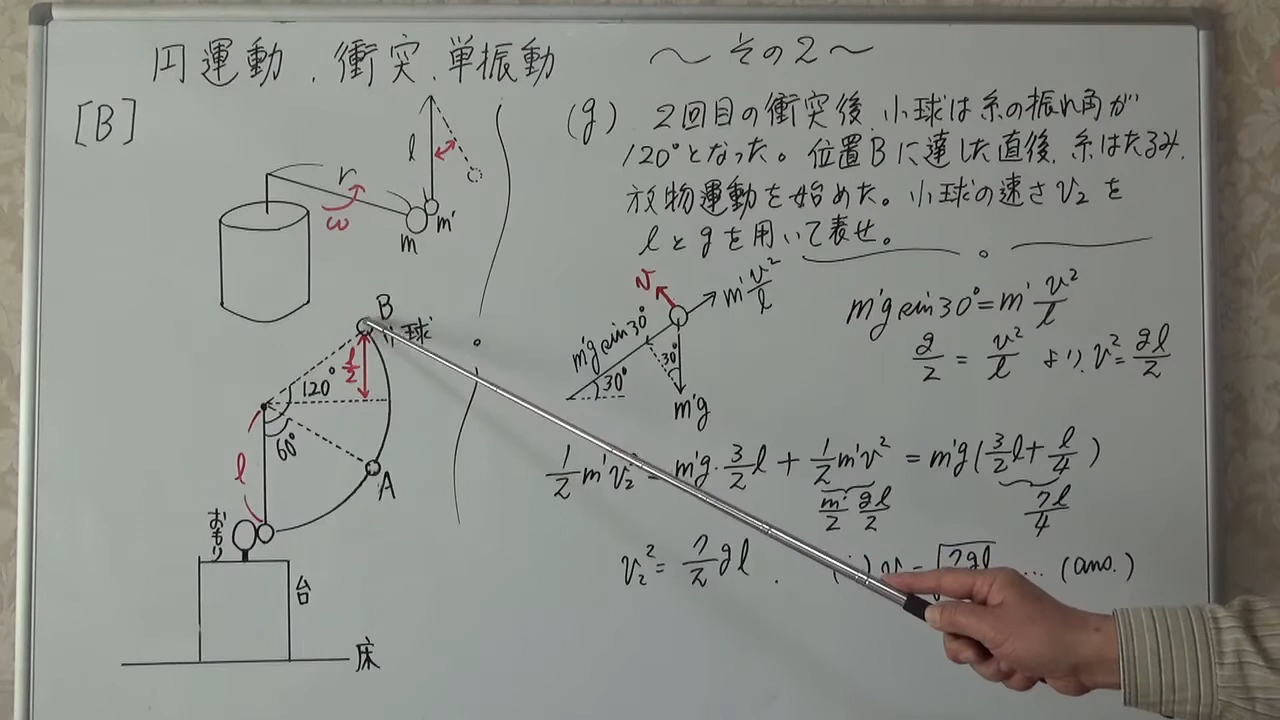 円運動、衝突、単振動 〜その2〜
[B]
l
r
ω
m
m'
B
小球
l/2
120°
60°
l
A
おもり
台
床
(g) 2回目の衝突後、小球は糸の振れ角が
120°となった。位置Bに達した直後、糸はたるみ、
放物運動を始めた。小球の速さv₂を
lとgを用いて表せ。
v
m'v²/l
m'g sin30°
30°
30°
m'g
m'g sin30° = m' v²/l
g/2 = v²/l より、v² = gl/2
1/2 m'v₂² = m'g・3/2 l + 1/2 m'v² = m'g(3/2 l + l/4)
m'/2 gl/2
7l/4
v₂² = 7/2 gl .
(∴) v = √7gl ... (ans.)